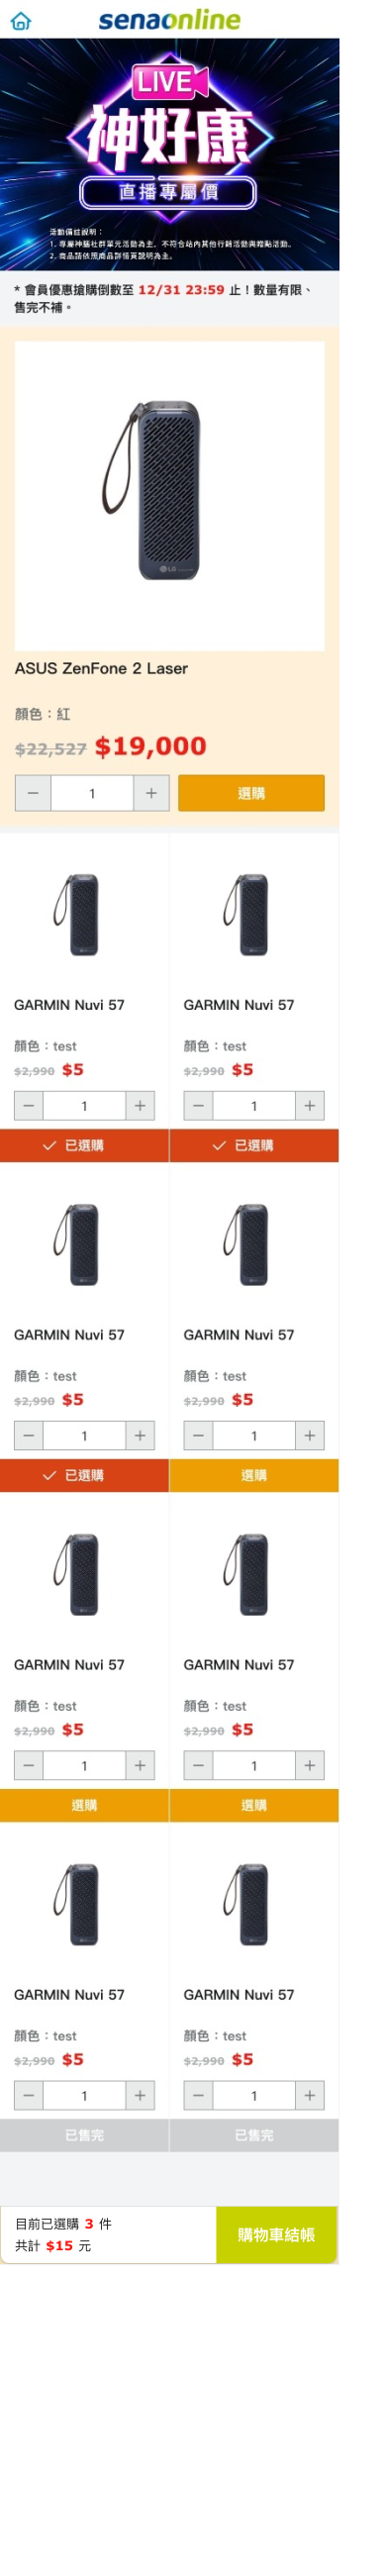 senaonline
LIVE
神好康
直播專屬價
活動備註說明：
1. 專屬神腦社群單元活動為主，不符合站內其他行銷活動與贈點活動。
2. 商品請依照商品詳情頁說明為主。
* 會員優惠搶購倒數至 12/31 23:59 止！數量有限、
售完不補。
LG
ASUS ZenFone 2 Laser
顏色：紅
$22,527 $19,000
− 1 + 選購
GARMIN Nuvi 57 GARMIN Nuvi 57
顏色：test 顏色：test
$2,990 $5 $2,990 $5
− 1 + − 1 +
✓ 已選購 ✓ 已選購
GARMIN Nuvi 57 GARMIN Nuvi 57
顏色：test 顏色：test
$2,990 $5 $2,990 $5
− 1 + − 1 +
✓ 已選購 選購
GARMIN Nuvi 57 GARMIN Nuvi 57
顏色：test 顏色：test
$2,990 $5 $2,990 $5
− 1 + − 1 +
選購 選購
GARMIN Nuvi 57 GARMIN Nuvi 57
顏色：test 顏色：test
$2,990 $5 $2,990 $5
− 1 + − 1 +
已售完 已售完
目前已選購 3 件
共計 $15 元
購物車結帳